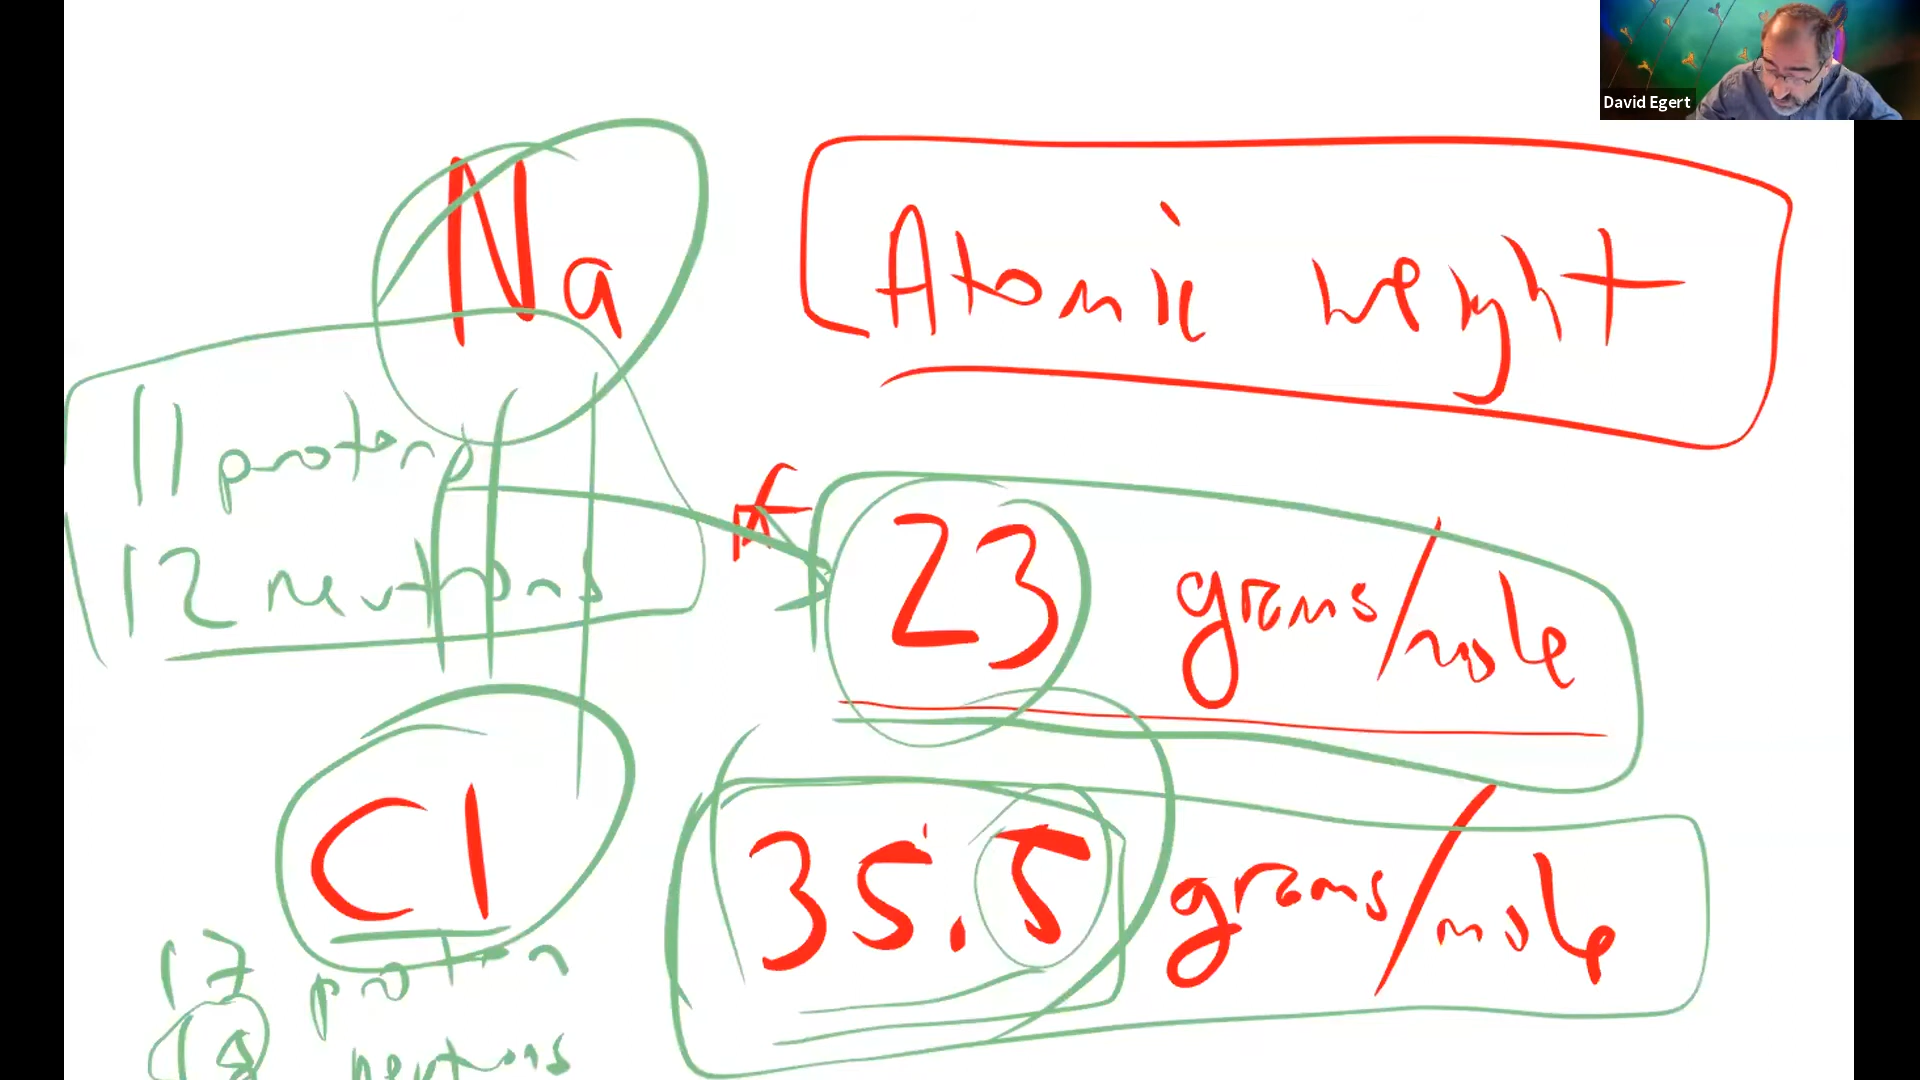 David Egert
Na
Atomic weight
11 protons
12 neutrons
23 grams/mole
Cl
35.5 grams/mole
17 proton
18 neutrons